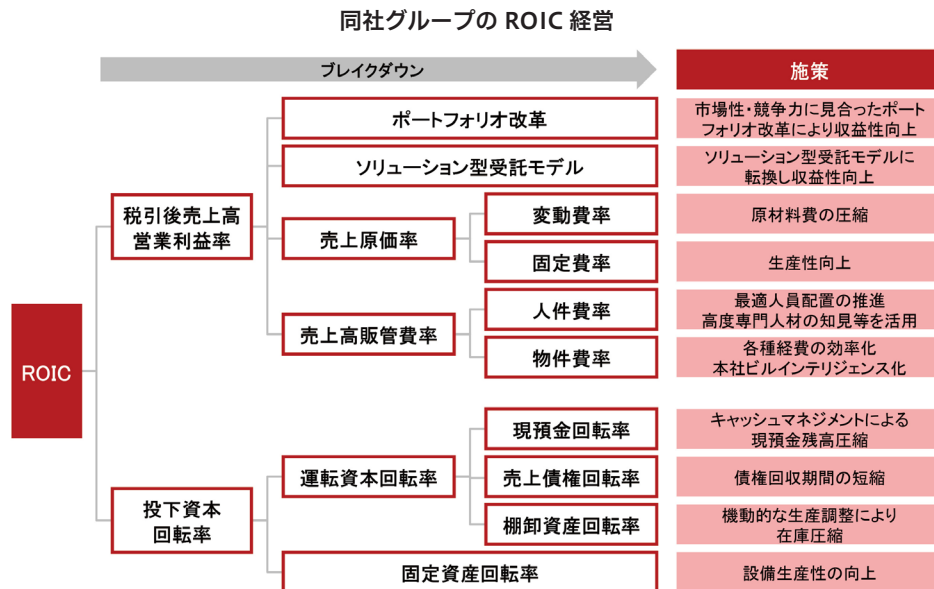 同社グループの ROIC 経営
ブレイクダウン
施策
ポートフォリオ改革
市場性・競争力に見合ったポート
フォリオ改革により収益性向上
ソリューション型受託モデル
ソリューション型受託モデルに
転換し収益性向上
税引後売上高
営業利益率
売上原価率
変動費率
原材料費の圧縮
固定費率
生産性向上
売上高販管費率
人件費率
最適人員配置の推進
高度専門人材の知見等を活用
物件費率
各種経費の効率化
本社ビルインテリジェンス化
ROIC
現預金回転率
キャッシュマネジメントによる
現預金残高圧縮
運転資本回転率
売上債権回転率
債権回収期間の短縮
投下資本
回転率
棚卸資産回転率
機動的な生産調整により
在庫圧縮
固定資産回転率
設備生産性の向上